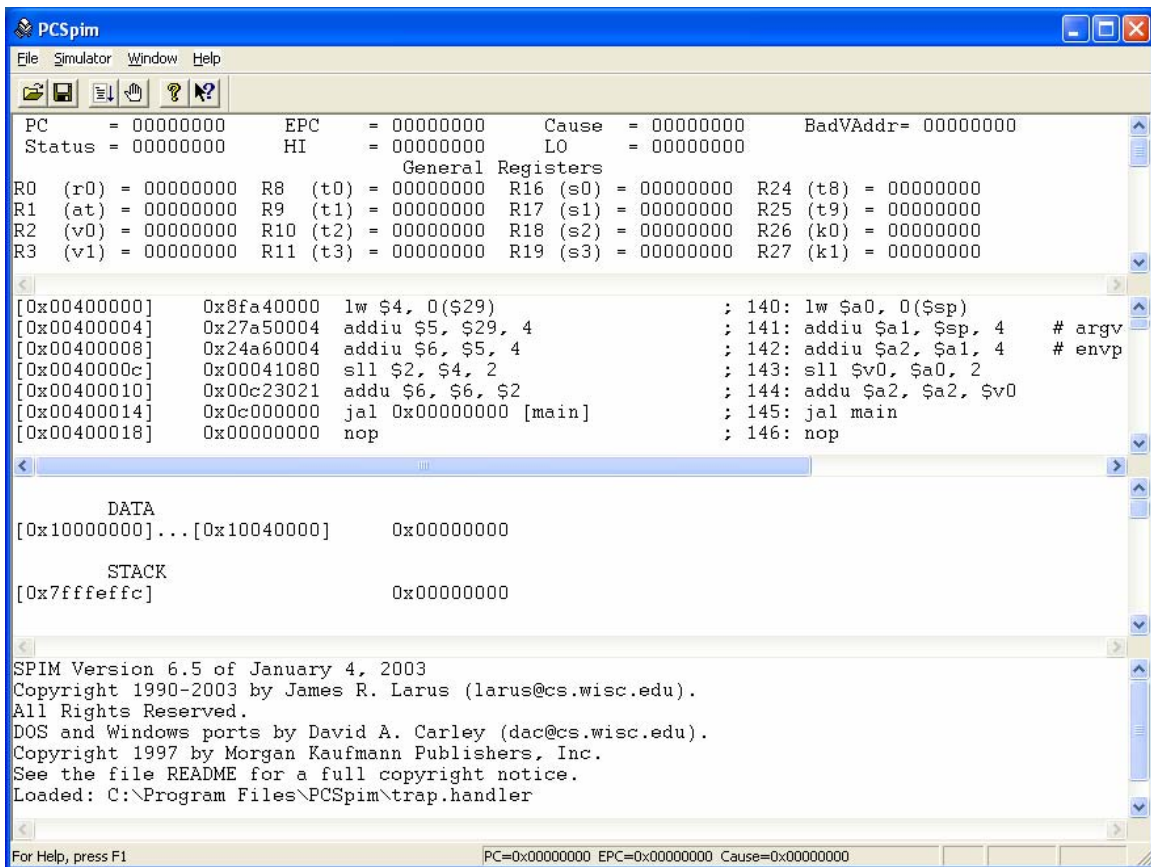 PCSpim
File Simulator Window Help
PC = 00000000 EPC = 00000000 Cause = 00000000 BadVAddr= 00000000
Status = 00000000 HI = 00000000 LO = 00000000
General Registers
R0 (r0) = 00000000 R8 (t0) = 00000000 R16 (s0) = 00000000 R24 (t8) = 00000000
R1 (at) = 00000000 R9 (t1) = 00000000 R17 (s1) = 00000000 R25 (t9) = 00000000
R2 (v0) = 00000000 R10 (t2) = 00000000 R18 (s2) = 00000000 R26 (k0) = 00000000
R3 (v1) = 00000000 R11 (t3) = 00000000 R19 (s3) = 00000000 R27 (k1) = 00000000
[0x00400000] 0x8fa40000 lw $4, 0($29) ; 140: lw $a0, 0($sp)
[0x00400004] 0x27a50004 addiu $5, $29, 4 ; 141: addiu $a1, $sp, 4 # argv
[0x00400008] 0x24a60004 addiu $6, $5, 4 ; 142: addiu $a2, $a1, 4 # envp
[0x0040000c] 0x00041080 sll $2, $4, 2 ; 143: sll $v0, $a0, 2
[0x00400010] 0x00c23021 addu $6, $6, $2 ; 144: addu $a2, $a2, $v0
[0x00400014] 0x0c000000 jal 0x00000000 [main] ; 145: jal main
[0x00400018] 0x00000000 nop ; 146: nop
DATA
[0x10000000]...[0x10040000] 0x00000000
STACK
[0x7fffeffc] 0x00000000
SPIM Version 6.5 of January 4, 2003
Copyright 1990-2003 by James R. Larus (larus@cs.wisc.edu).
All Rights Reserved.
DOS and Windows ports by David A. Carley (dac@cs.wisc.edu).
Copyright 1997 by Morgan Kaufmann Publishers, Inc.
See the file README for a full copyright notice.
Loaded: C:\Program Files\PCSpim\trap.handler
For Help, press F1 PC=0x00000000 EPC=0x00000000 Cause=0x00000000